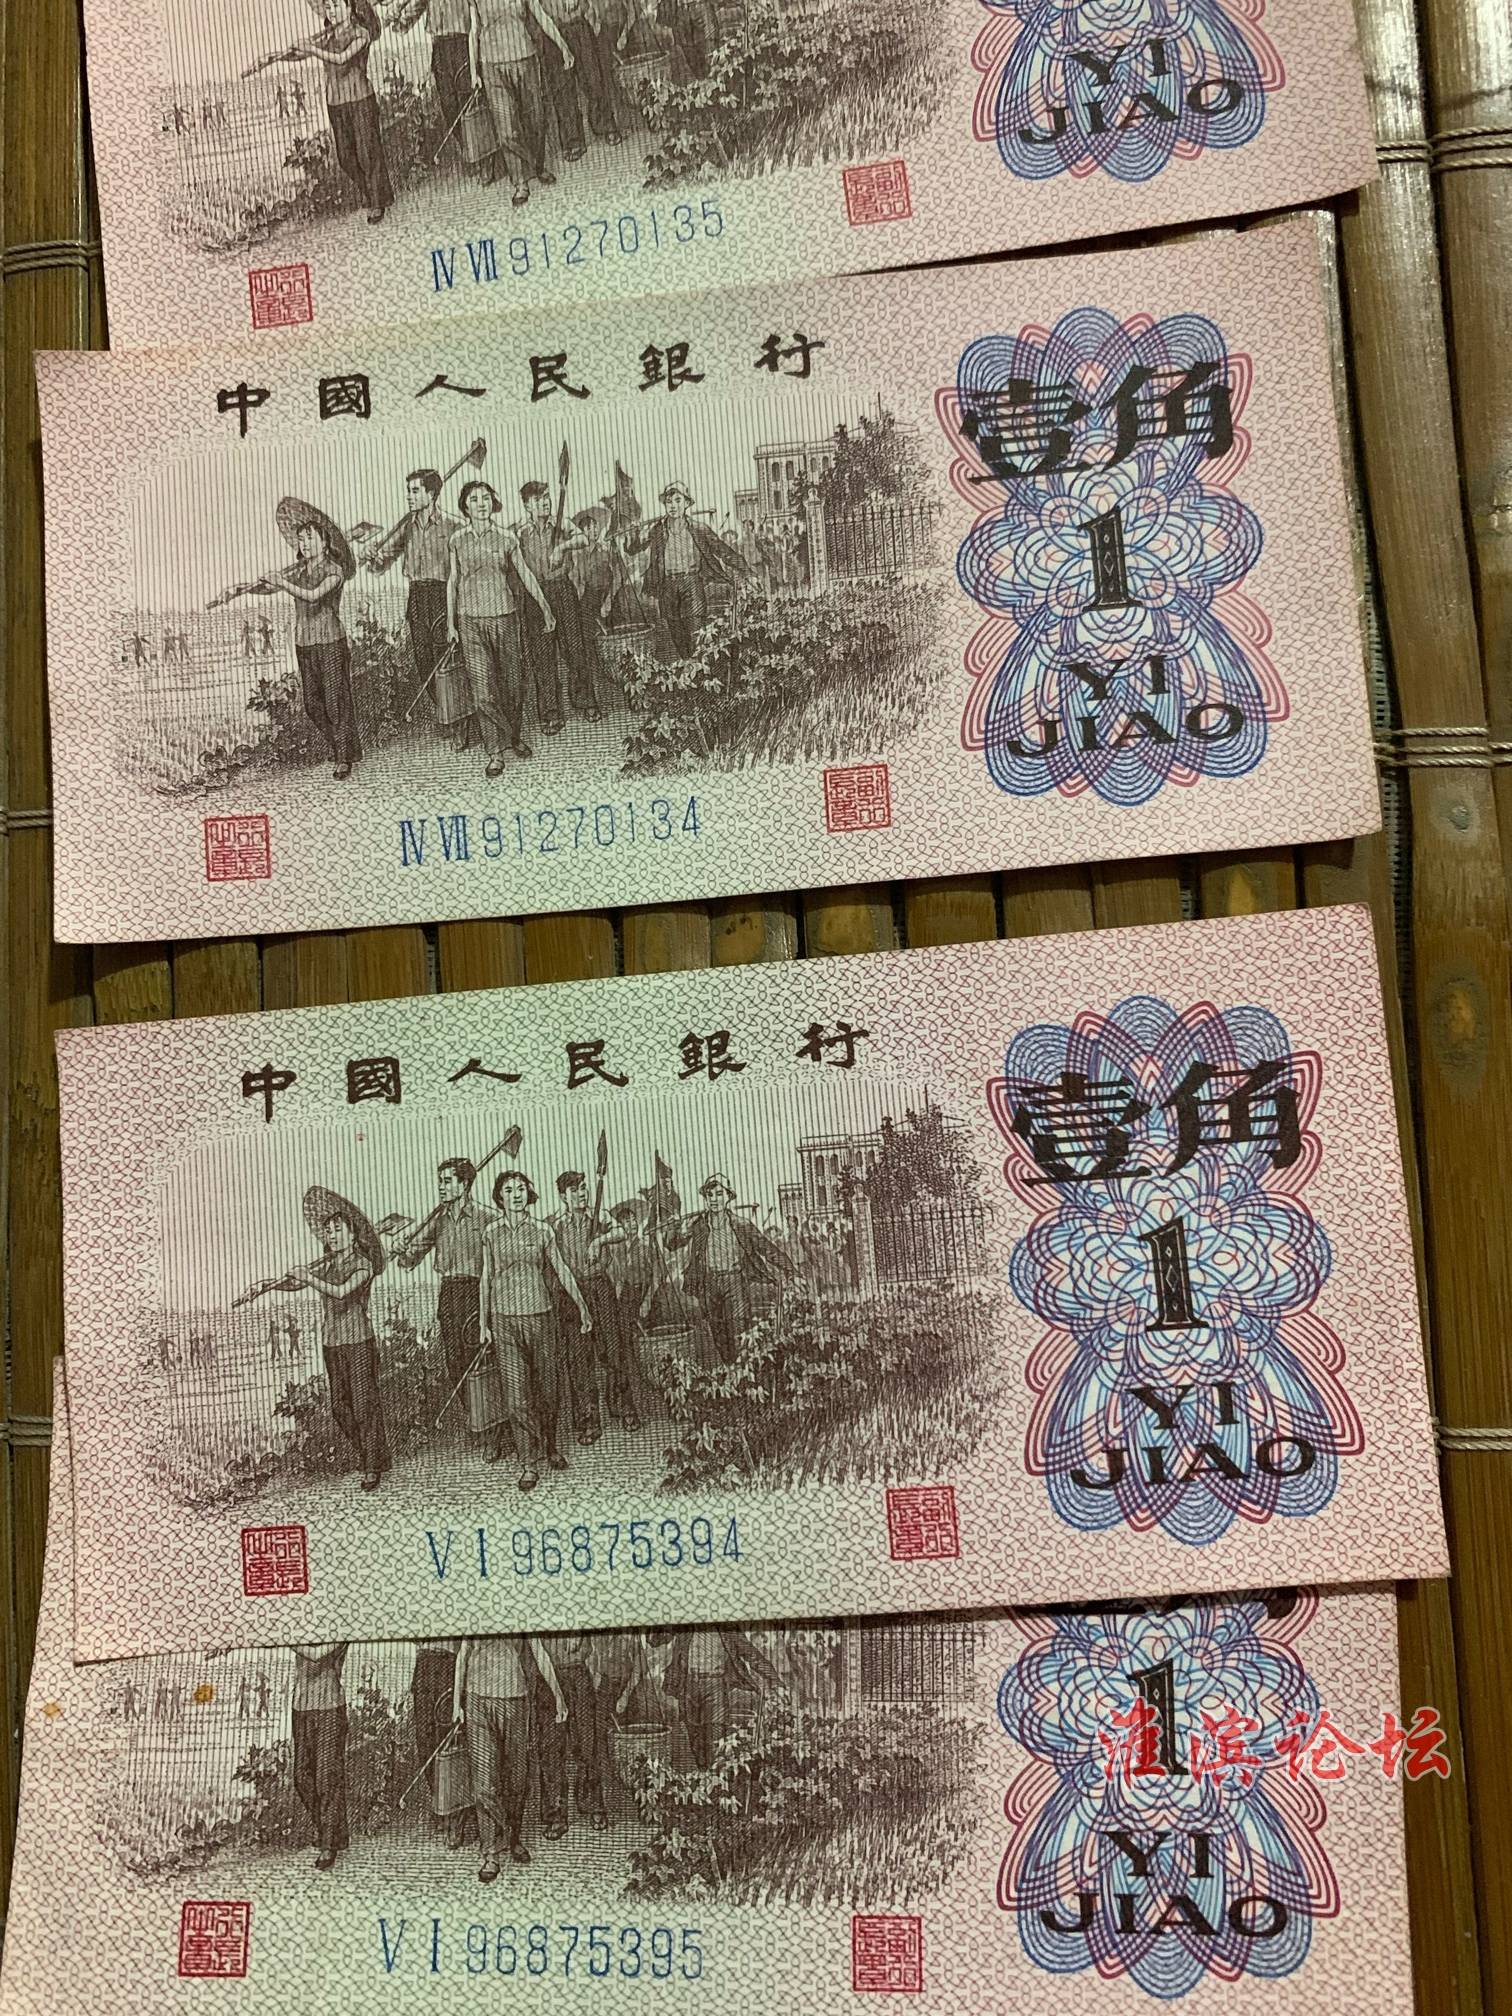 YI
JIAO
ⅣⅦ91270135
中國人民銀行
壹角
1
YI
JIAO
ⅣⅦ91270134
中國人民銀行
壹角
1
YI
JIAO
ⅤⅠ96875394
1
淮滨论坛
YI
JIAO
ⅤⅠ96875395